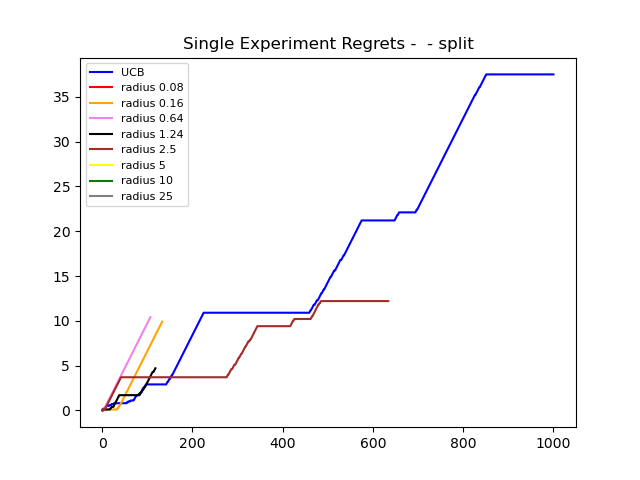 Single Experiment Regrets -  - split
UCB
radius 0.08
radius 0.16
radius 0.64
radius 1.24
radius 2.5
radius 5
radius 10
radius 25
35
30
25
20
15
10
5
0
0 200 400 600 800 1000